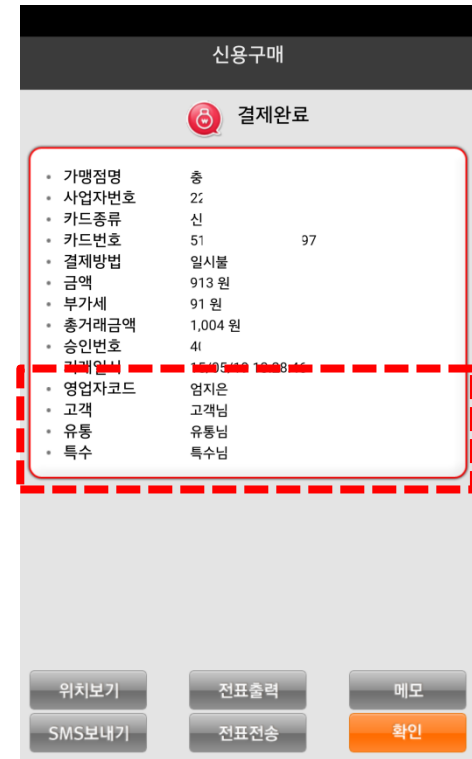 신용구매
결제완료
• 가맹점명 충
• 사업자번호 22
• 카드종류 신
• 카드번호 51 97
• 결제방법 일시불
• 금액 913 원
• 부가세 91 원
• 총거래금액 1,004 원
• 승인번호 4
• 거래일시
• 영업자코드 엄지은
• 고객 고객님
• 유통 유통님
• 특수 특수님
위치보기 전표출력 메모
SMS보내기 전표전송 확인